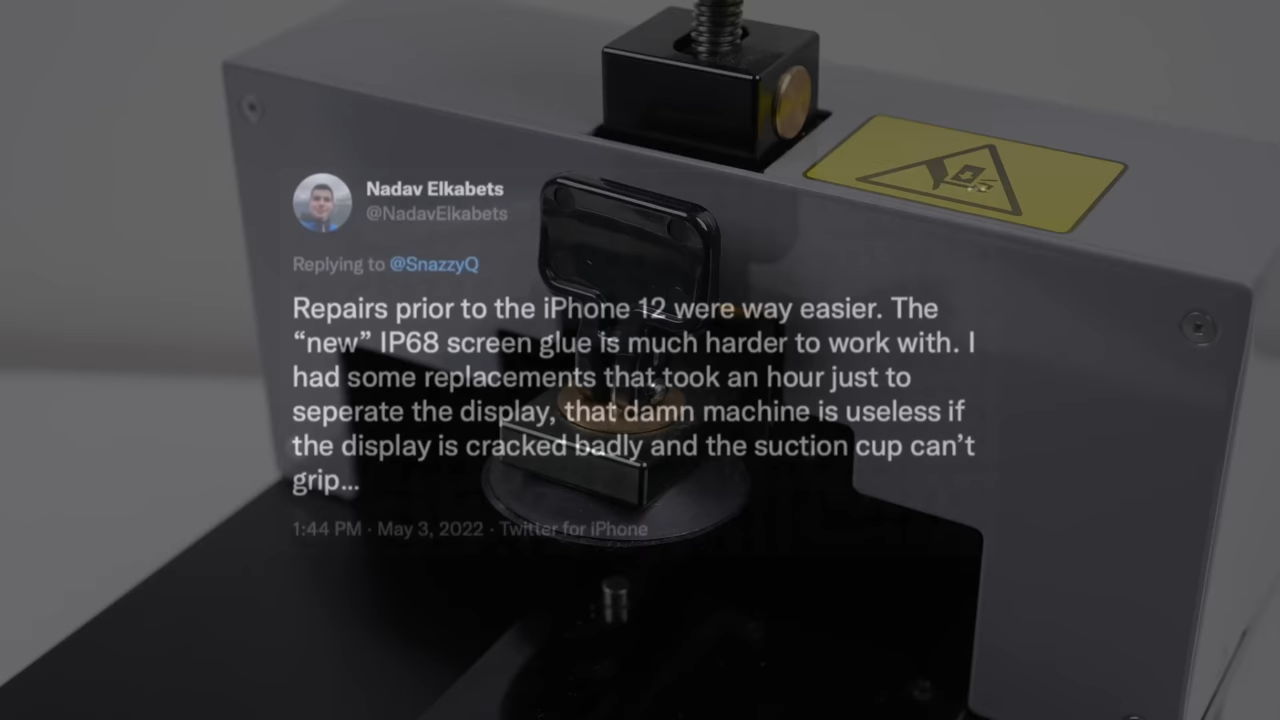 Nadav Elkabets
@NadavElkabets
Replying to @SnazzyQ
Repairs prior to the iPhone 12 were way easier. The
“new” IP68 screen glue is much harder to work with. I
had some replacements that took an hour just to
seperate the display, that damn machine is useless if
the display is cracked badly and the suction cup can’t
grip...
1:44 PM · May 3, 2022 · Twitter for iPhone